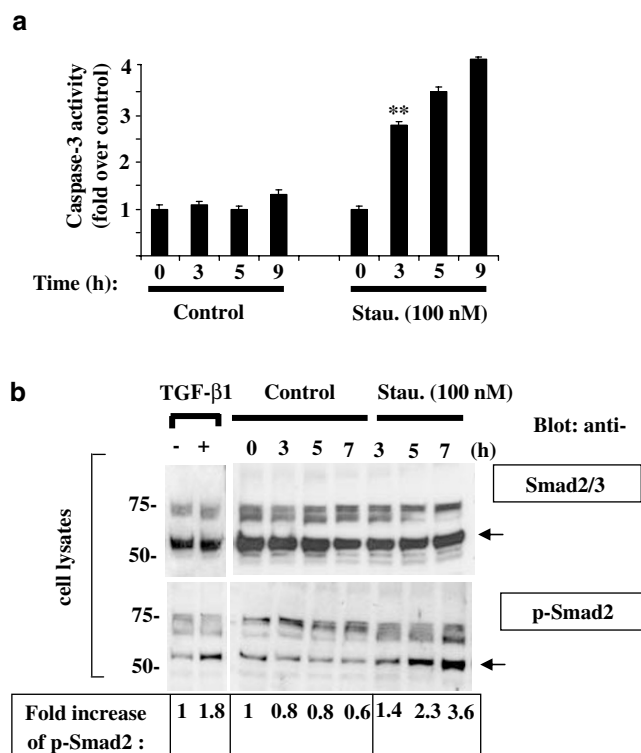 a
Caspase-3 activity
(fold over control)
4
3
2
1
Time (h):
0 3 5 9 0 3 5 9
**
Control Stau. (100 nM)
b
TGF-β1 Control Stau. (100 nM)
Blot: anti-
- + 0 3 5 7 3 5 7 (h)
cell lysates
75-
50-
Smad2/3
75-
50-
p-Smad2
Fold increase
of p-Smad2 :
1 1.8 1 0.8 0.8 0.6 1.4 2.3 3.6